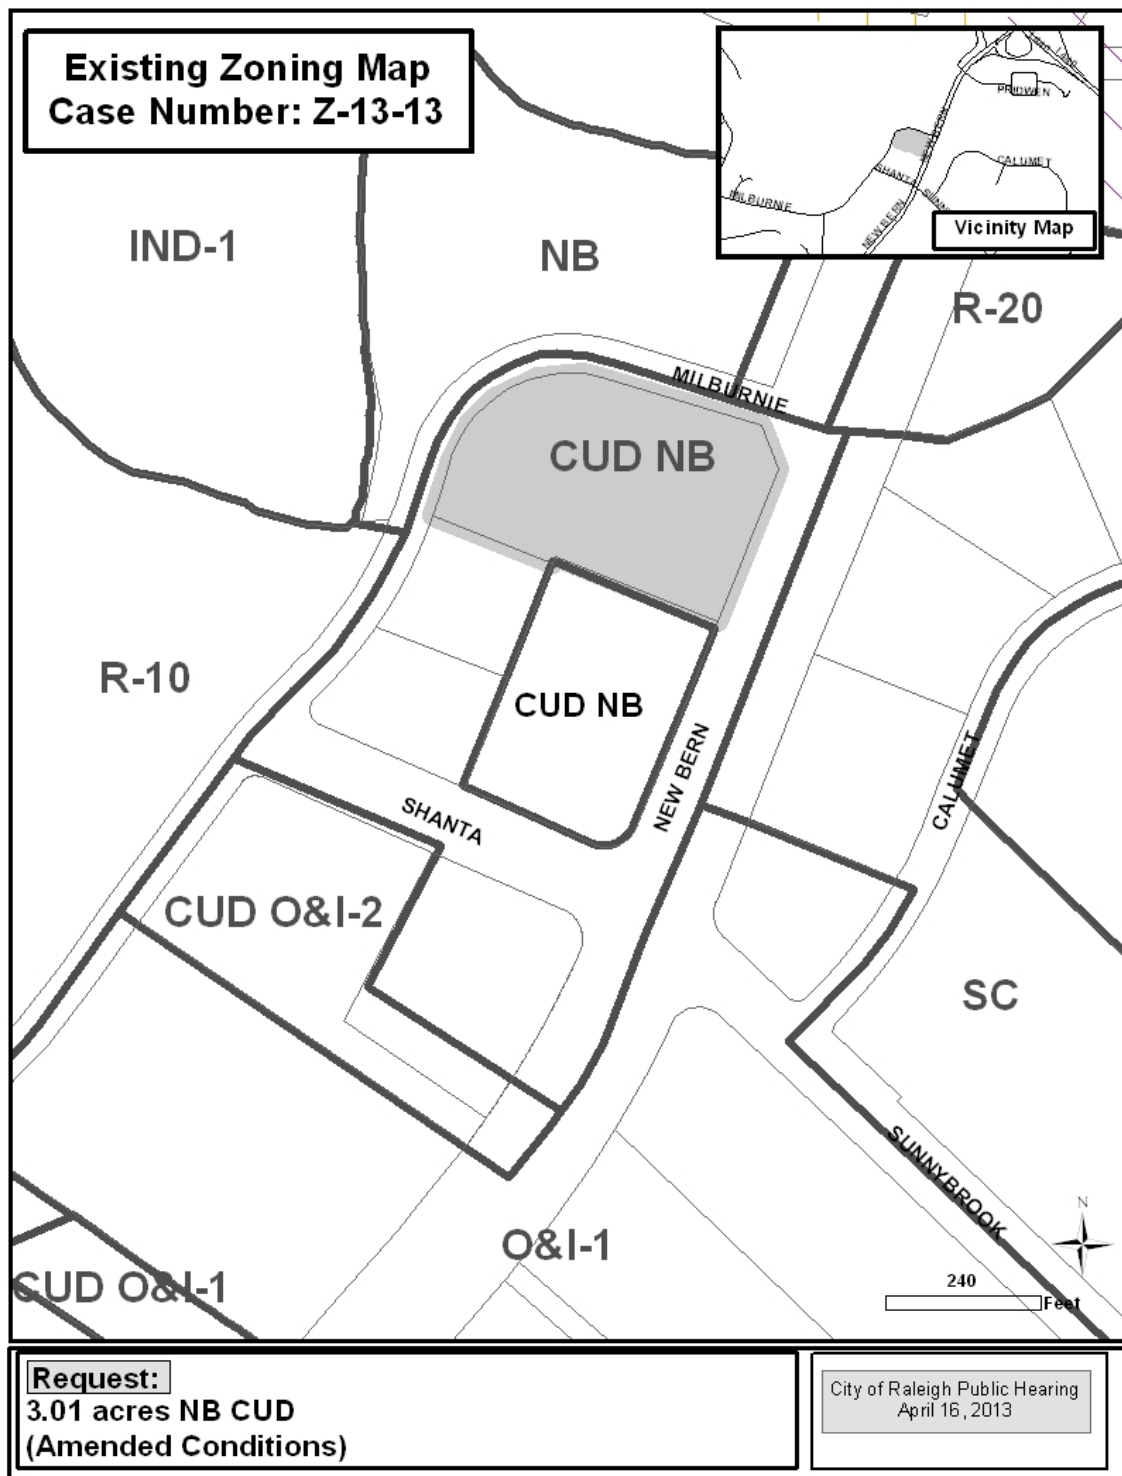 Existing Zoning Map
Case Number: Z-13-13
PRIDWEN
CALUMET
SHANTA
MILBURNIE
NEW BERN
Vicinity Map
IND-1
NB
R-20
MILBURNIE
CUD NB
R-10
CUD NB
NEW BERN
CALUMET
SHANTA
CUD O&I-2
SC
SUNNYBROOK
N
O&I-1
240
Feet
CUD O&I-1
Request:
3.01 acres NB CUD
(Amended Conditions)
City of Raleigh Public Hearing
April 16, 2013